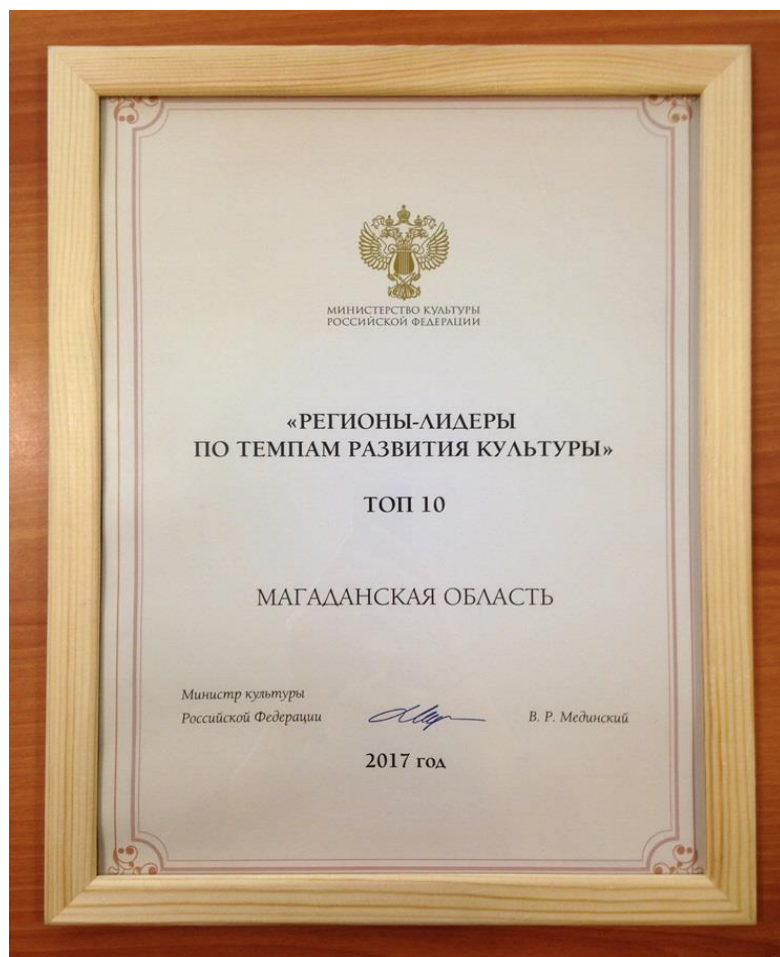 МИНИСТЕРСТВО КУЛЬТУРЫ
РОССИЙСКОЙ ФЕДЕРАЦИИ
«РЕГИОНЫ-ЛИДЕРЫ
ПО ТЕМПАМ РАЗВИТИЯ КУЛЬТУРЫ»
ТОП 10
МАГАДАНСКАЯ ОБЛАСТЬ
Министр культуры
Российской Федерации В. Р. Мединский
2017 год